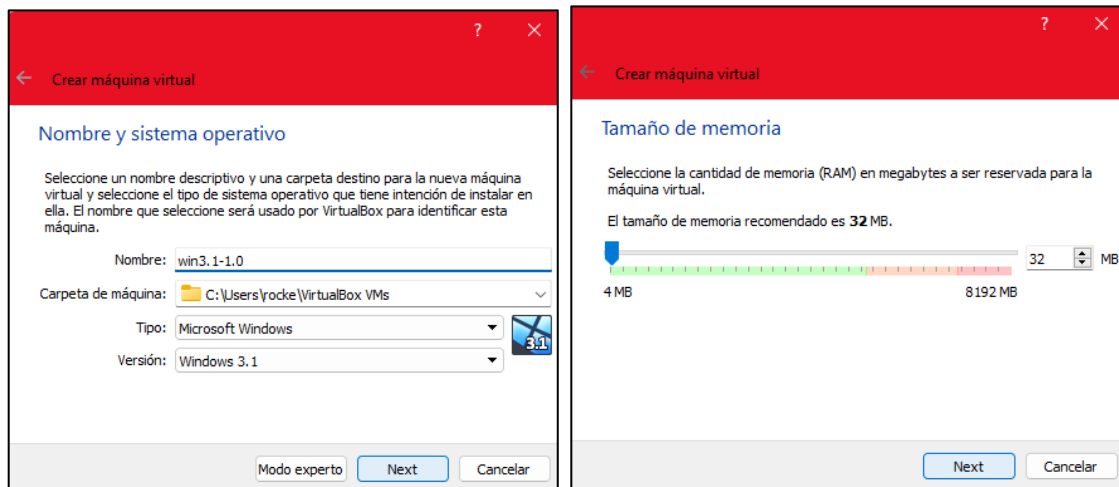 ?
Crear máquina virtual
Nombre y sistema operativo
Seleccione un nombre descriptivo y una carpeta destino para la nueva máquina
virtual y seleccione el tipo de sistema operativo que tiene intención de instalar en
ella. El nombre que seleccione será usado por VirtualBox para identificar esta
máquina.
Nombre: win3.1-1.0
Carpeta de máquina: C:\Users\rocke\VirtualBox VMs
Tipo: Microsoft Windows
3.1
Versión: Windows 3.1
Modo experto Next Cancelar
?
Crear máquina virtual
Tamaño de memoria
Seleccione la cantidad de memoria (RAM) en megabytes a ser reservada para la
máquina virtual.
El tamaño de memoria recomendado es 32 MB.
32 MB
4 MB 8192 MB
Next Cancelar